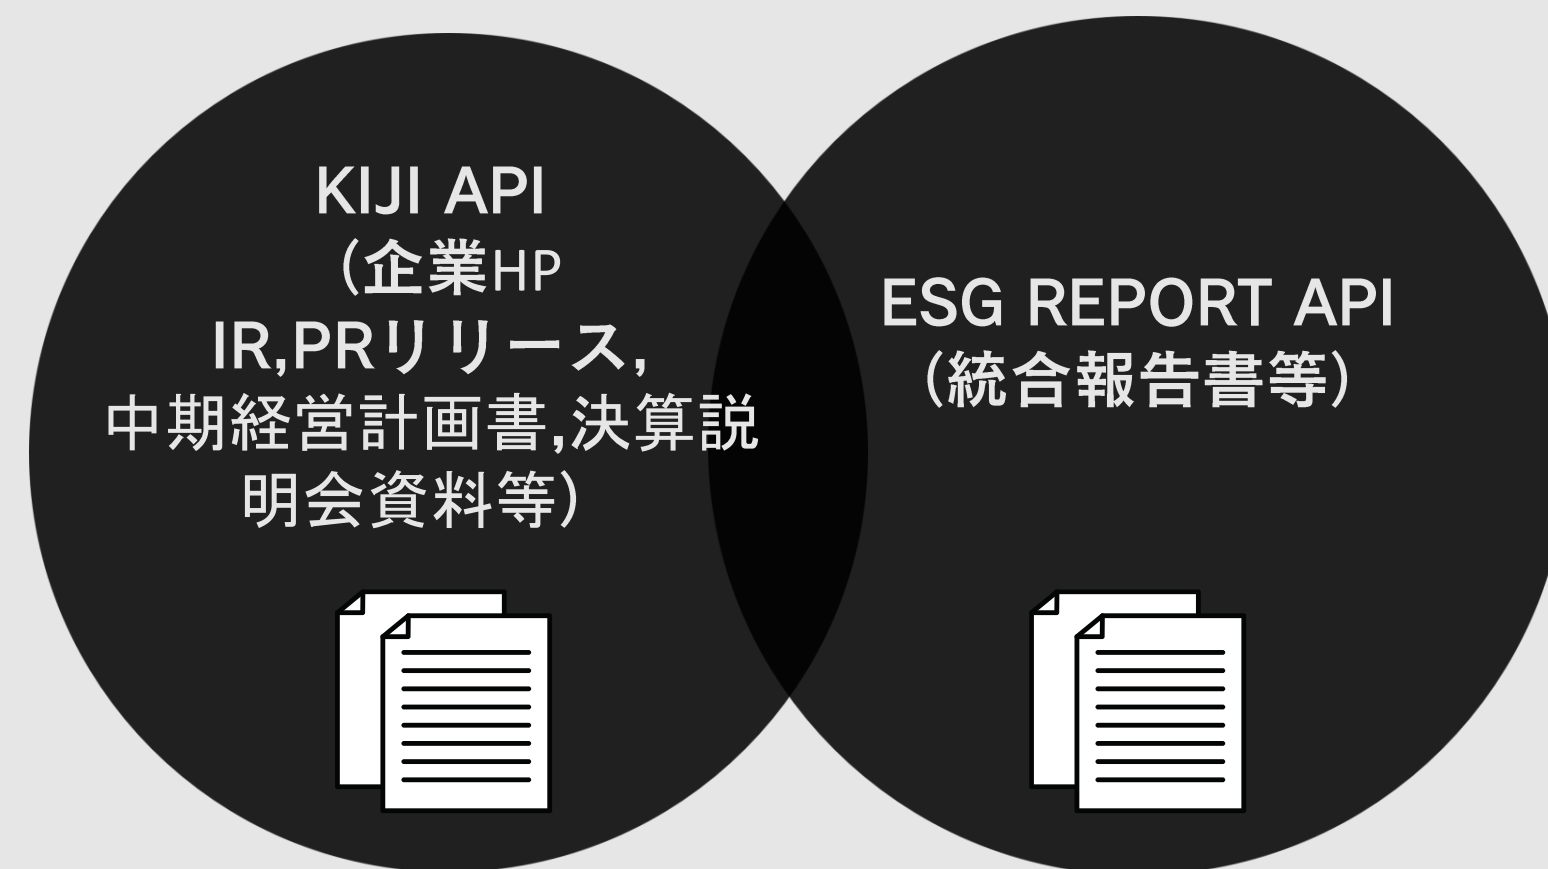 KIJI API
（企業HP
IR,PRリリース,
中期経営計画書,決算説
明会資料等）
ESG REPORT API
（統合報告書等）